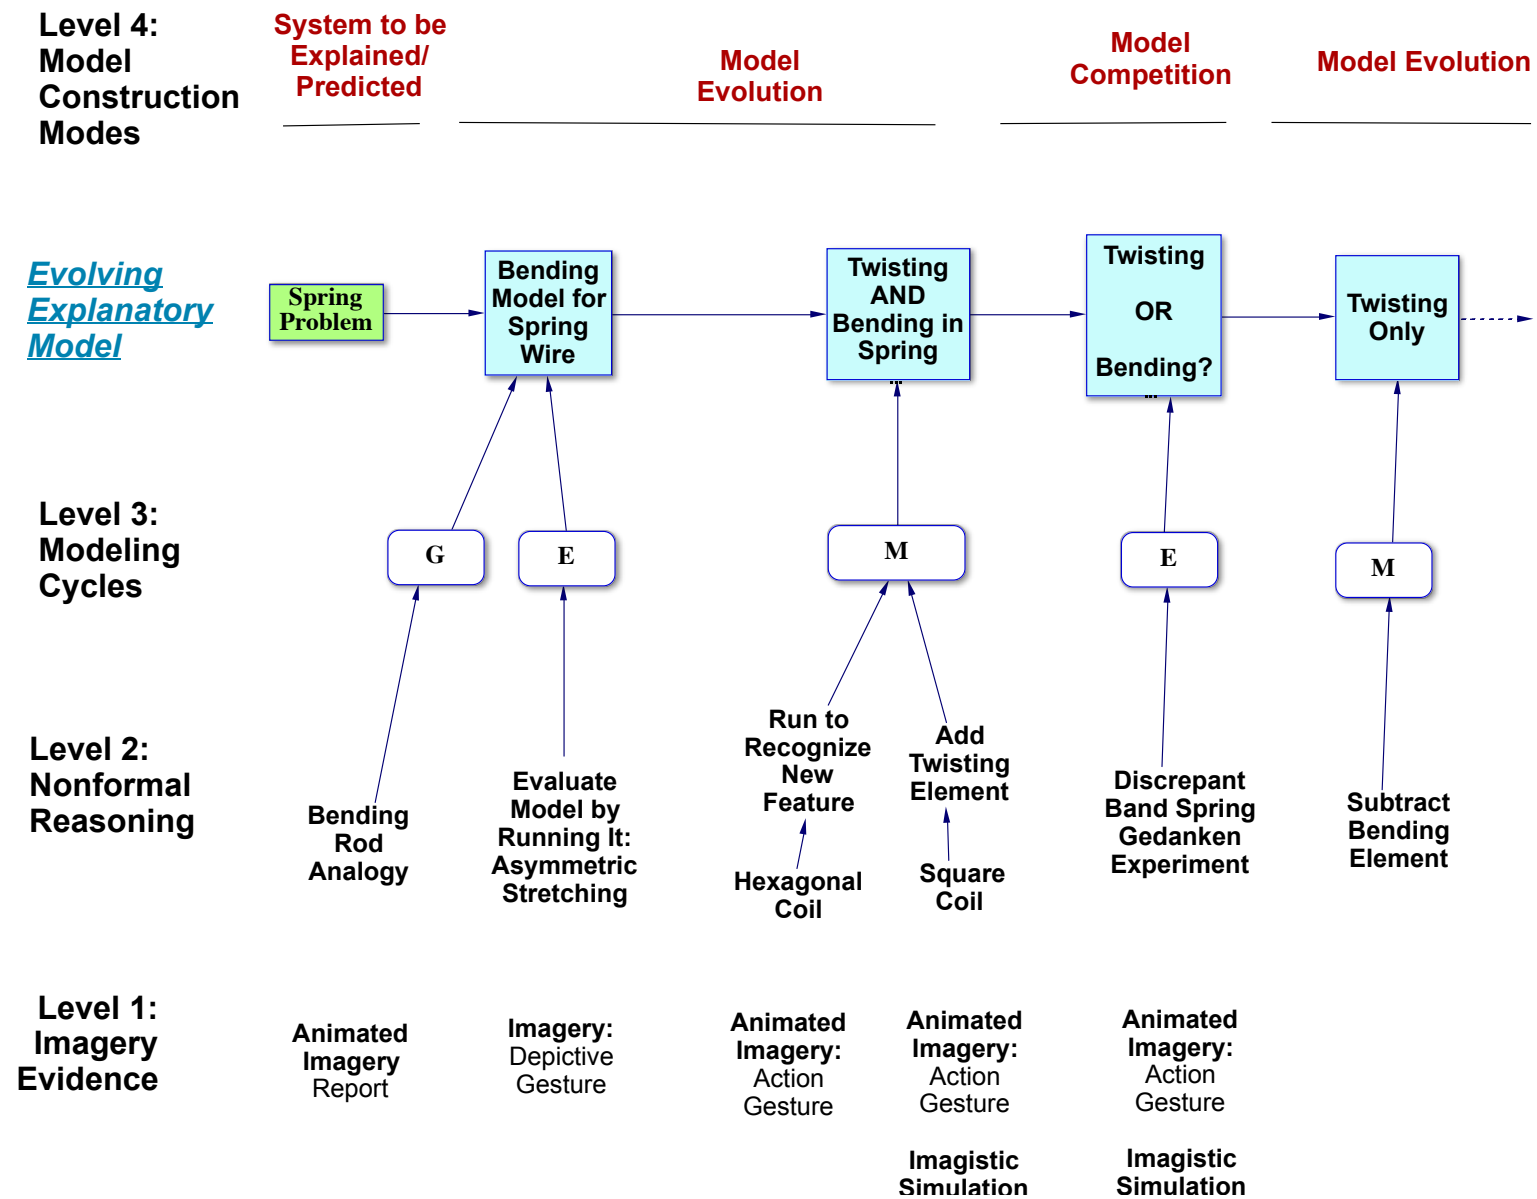 Level 4:
Model
Construction
Modes
System to be
Explained/
Predicted
Model
Evolution
Model
Competition
Model Evolution
Evolving
Explanatory
Model
Spring
Problem
Bending
Model for
Spring
Wire
Twisting
AND
Bending in
Spring
...
Twisting
OR
Bending?
...
Twisting
Only
Level 3:
Modeling
Cycles
G
E
M
E
M
Level 2:
Nonformal
Reasoning
Bending
Rod
Analogy
Evaluate
Model by
Running It:
Asymmetric
Stretching
Run to
Recognize
New
Feature
Hexagonal
Coil
Add
Twisting
Element
Square
Coil
Discrepant
Band Spring
Gedanken
Experiment
Subtract
Bending
Element
Level 1:
Imagery
Evidence
Animated
Imagery
Report
Imagery:
Depictive
Gesture
Animated
Imagery:
Action
Gesture
Animated
Imagery:
Action
Gesture
Imagistic
Simulation
Animated
Imagery:
Action
Gesture
Imagistic
Simulation